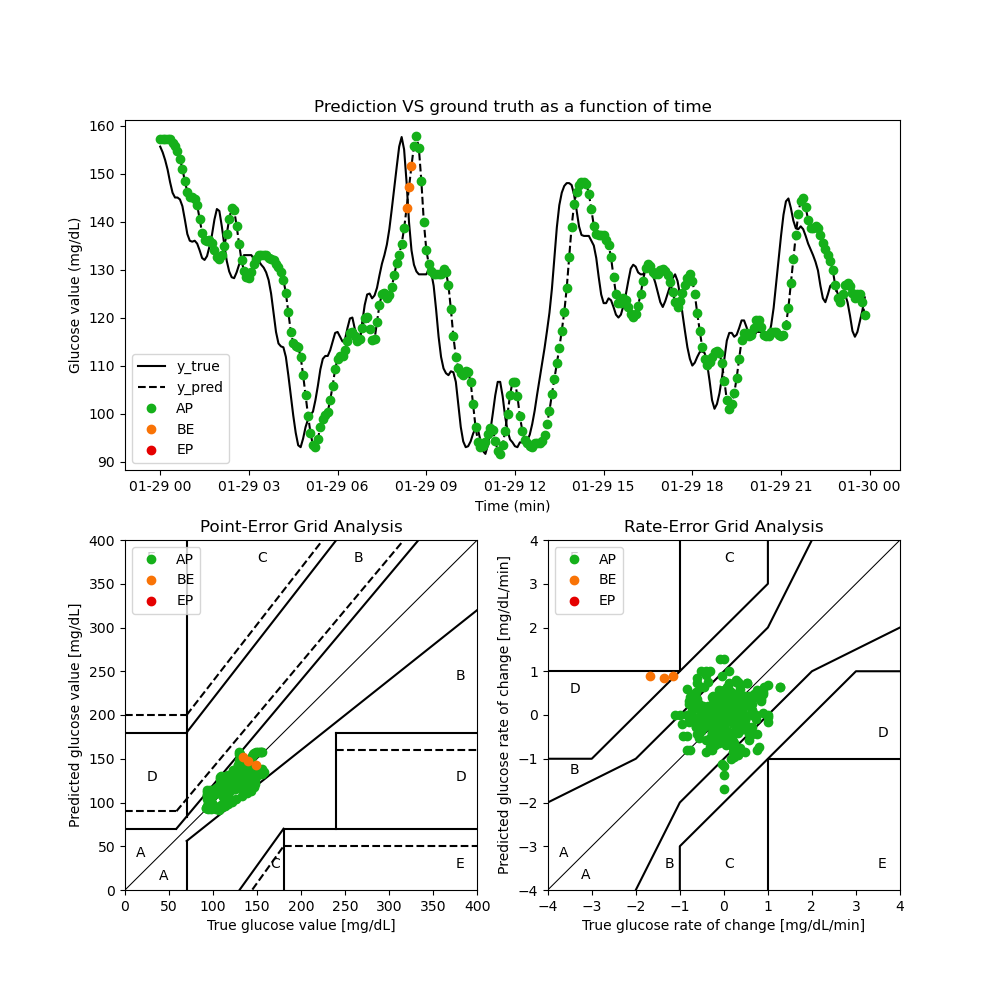 Prediction VS ground truth as a function of time
Glucose value (mg/dL)
160
150
140
130
120
110
100
90
y_true
y_pred
AP
BE
EP
01-29 00 01-29 03 01-29 06 01-29 09 01-29 12 01-29 15 01-29 18 01-29 21 01-30 00
Time (min)
Point-Error Grid Analysis
Predicted glucose value [mg/dL]
400
350
300
250
200
150
100
50
0
AP
BE
EP
C
B
B
D
D
A
A
C
E
0 50 100 150 200 250 300 350 400
True glucose value [mg/dL]
Rate-Error Grid Analysis
Predicted glucose rate of change [mg/dL/min]
4
3
2
1
0
−1
−2
−3
−4
AP
BE
EP
C
D
D
B
A
A
B
C
E
−4 −3 −2 −1 0 1 2 3 4
True glucose rate of change [mg/dL/min]